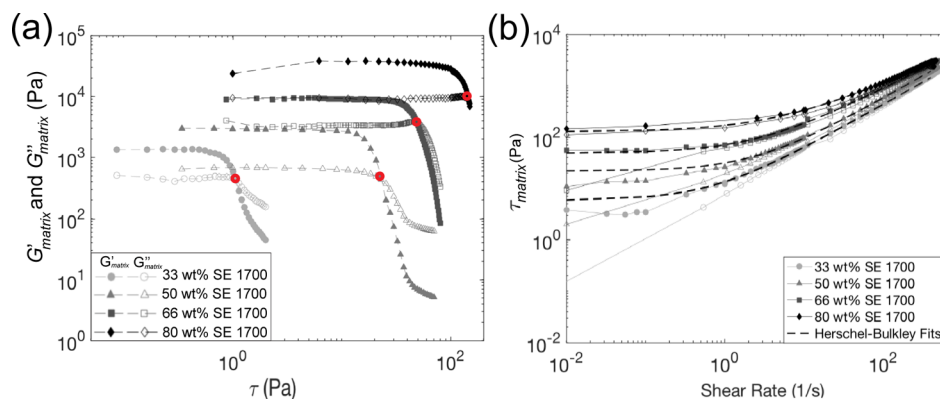 (a)
G'matrix and G"matrix (Pa)
10^5
10^4
10^3
10^2
10^1
10^0
G'matrix G"matrix
33 wt% SE 1700
50 wt% SE 1700
66 wt% SE 1700
80 wt% SE 1700
10^0
10^1
10^2
τ (Pa)
(b)
τmatrix(Pa)
10^4
10^2
10^0
10^-2
33 wt% SE 1700
50 wt% SE 1700
66 wt% SE 1700
80 wt% SE 1700
Herschel-Bulkley Fits
10^-2
10^0
10^2
Shear Rate (1/s)